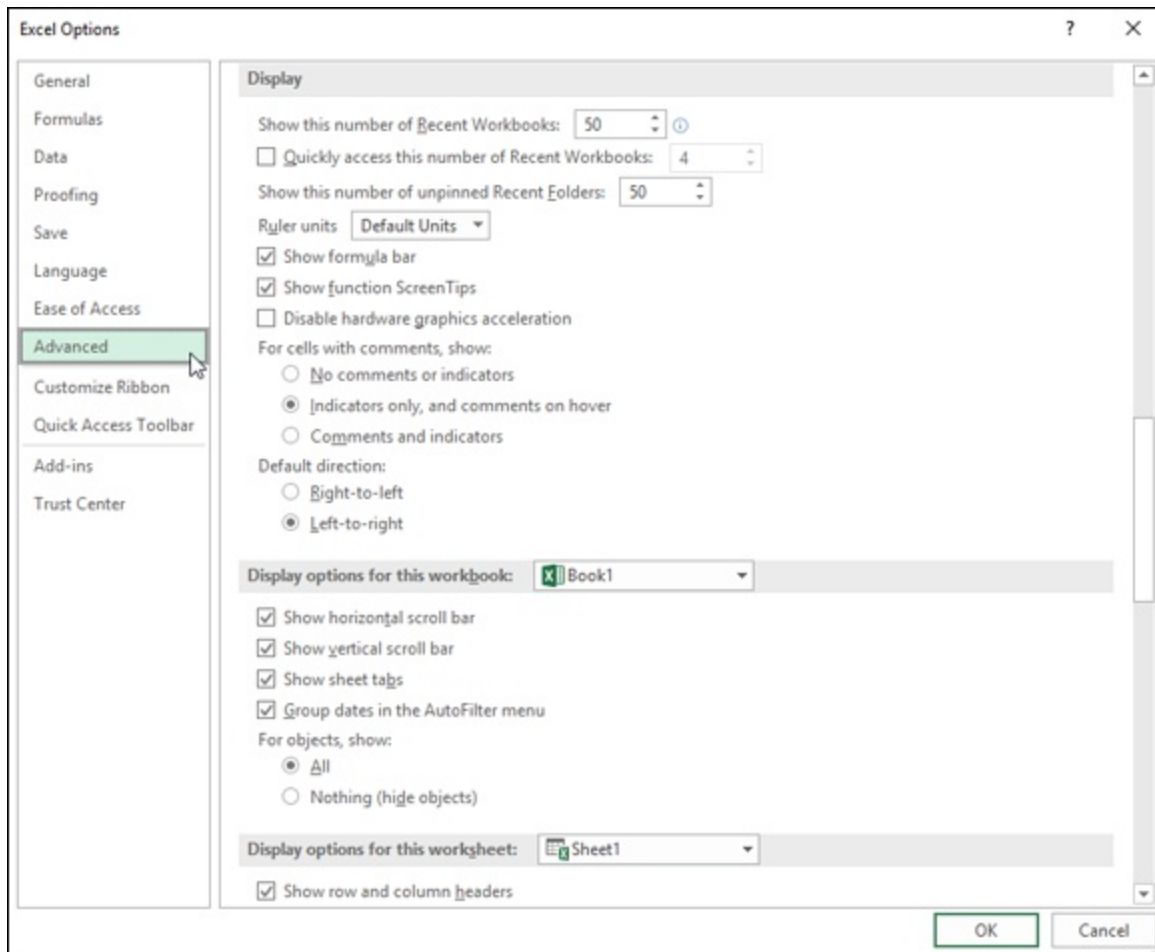 Excel Options ?
General
Formulas
Data
Proofing
Save
Language
Ease of Access
Advanced
Customize Ribbon
Quick Access Toolbar
Add-ins
Trust Center
Display
Show this number of Recent Workbooks: 50
Quickly access this number of Recent Workbooks: 4
Show this number of unpinned Recent Folders: 50
Ruler units Default Units
Show formula bar
Show function ScreenTips
Disable hardware graphics acceleration
For cells with comments, show:
No comments or indicators
Indicators only, and comments on hover
Comments and indicators
Default direction:
Right-to-left
Left-to-right
Display options for this workbook: Book1
Show horizontal scroll bar
Show vertical scroll bar
Show sheet tabs
Group dates in the AutoFilter menu
For objects, show:
All
Nothing (hide objects)
Display options for this worksheet: Sheet1
Show row and column headers
OK Cancel